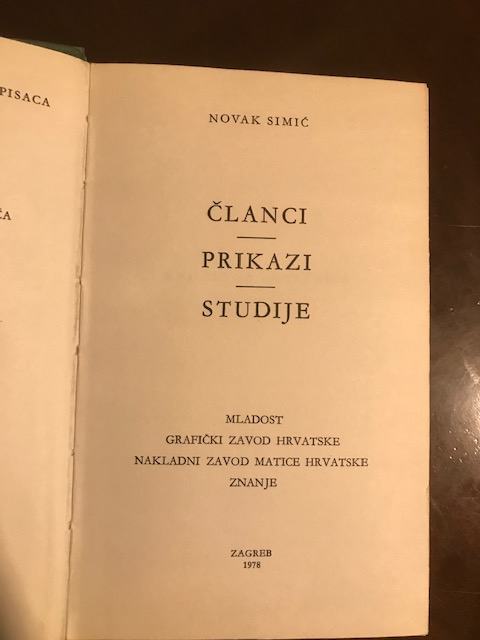 PISACA
NOVAK SIMIĆ
ČLANCI
PRIKAZI
STUDIJE
MLADOST
GRAFIČKI ZAVOD HRVATSKE
NAKLADNI ZAVOD MATICE HRVATSKE
ZNANJE
ZAGREB
1978